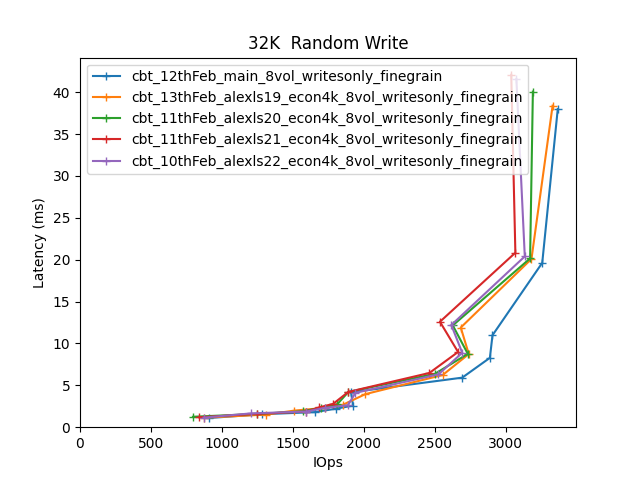 32K  Random Write
cbt_12thFeb_main_8vol_writesonly_finegrain
cbt_13thFeb_alexls19_econ4k_8vol_writesonly_finegrain
cbt_11thFeb_alexls20_econ4k_8vol_writesonly_finegrain
cbt_11thFeb_alexls21_econ4k_8vol_writesonly_finegrain
cbt_10thFeb_alexls22_econ4k_8vol_writesonly_finegrain
Latency (ms)
40
35
30
25
20
15
10
5
0
0 500 1000 1500 2000 2500 3000
IOps